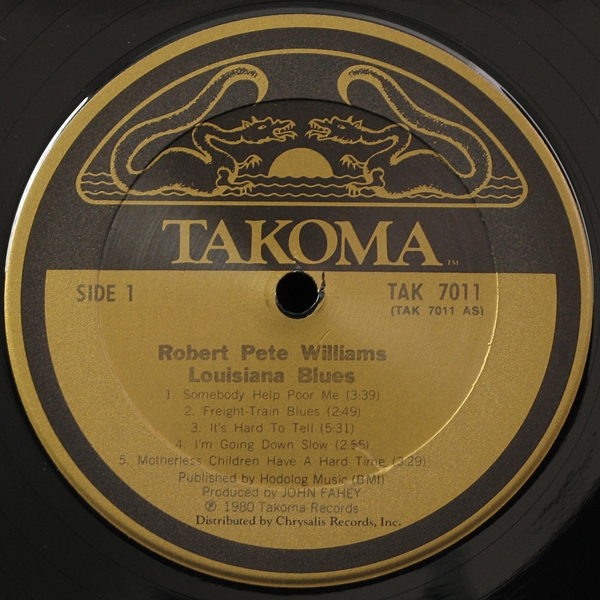 TAKOMA TM
SIDE 1
TAK 7011
(TAK 7011 AS)
Robert Pete Williams
Louisiana Blues
1. Somebody Help Poor Me (3:39)
2. Freight-Train Blues (2:49)
3. It's Hard To Tell (5:31)
4. I'm Going Down Slow (2:55)
5. Motherless Children Have A Hard Time (3:29)
Published by Hodolog Music (BMI)
Produced by JOHN FAHEY
℗ 1980 Takoma Records
Distributed by Chrysalis Records, Inc.